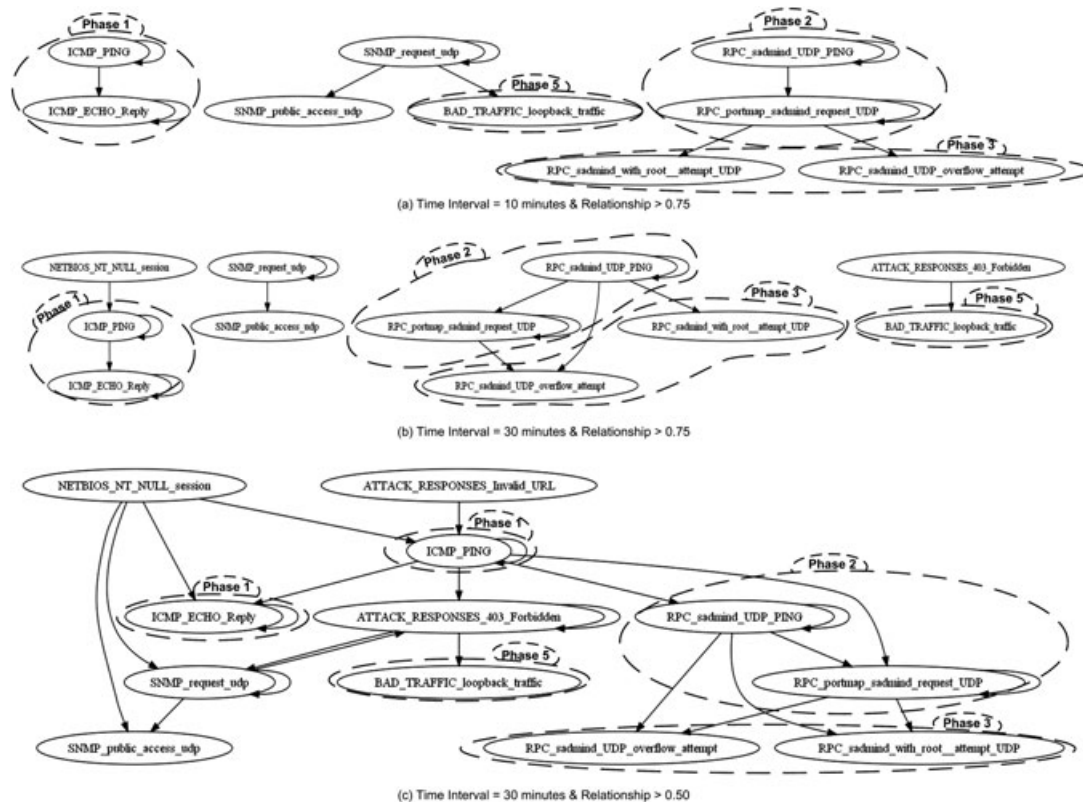 Phase 1
ICMP_PING
ICMP_ECHO_Reply
SNMP_request_udp
SNMP_public_access_udp
Phase 5
BAD_TRAFFIC_loopback_traffic
Phase 2
RPC_sadmind_UDP_PING
RPC_portmap_sadmind_request_UDP
Phase 3
RPC_sadmind_with_root__attempt_UDP
RPC_sadmind_UDP_overflow_attempt
(a) Time Interval = 10 minutes & Relationship > 0.75
NETBIOS_NT_NULL_session
Phase 1
ICMP_PING
ICMP_ECHO_Reply
SNMP_request_udp
SNMP_public_access_udp
Phase 2
RPC_sadmind_UDP_PING
RPC_portmap_sadmind_request_UDP
Phase 3
RPC_sadmind_with_root__attempt_UDP
RPC_sadmind_UDP_overflow_attempt
ATTACK_RESPONSES_403_Forbidden
Phase 5
BAD_TRAFFIC_loopback_traffic
(b) Time Interval = 30 minutes & Relationship > 0.75
NETBIOS_NT_NULL_session
ATTACK_RESPONSES_Invalid_URL
Phase 1
ICMP_PING
Phase 1
ICMP_ECHO_Reply
ATTACK_RESPONSES_403_Forbidden
Phase 2
RPC_sadmind_UDP_PING
SNMP_request_udp
Phase 5
BAD_TRAFFIC_loopback_traffic
RPC_portmap_sadmind_request_UDP
SNMP_public_access_udp
Phase 3
RPC_sadmind_UDP_overflow_attempt
RPC_sadmind_with_root__attempt_UDP
(c) Time Interval = 30 minutes & Relationship > 0.50